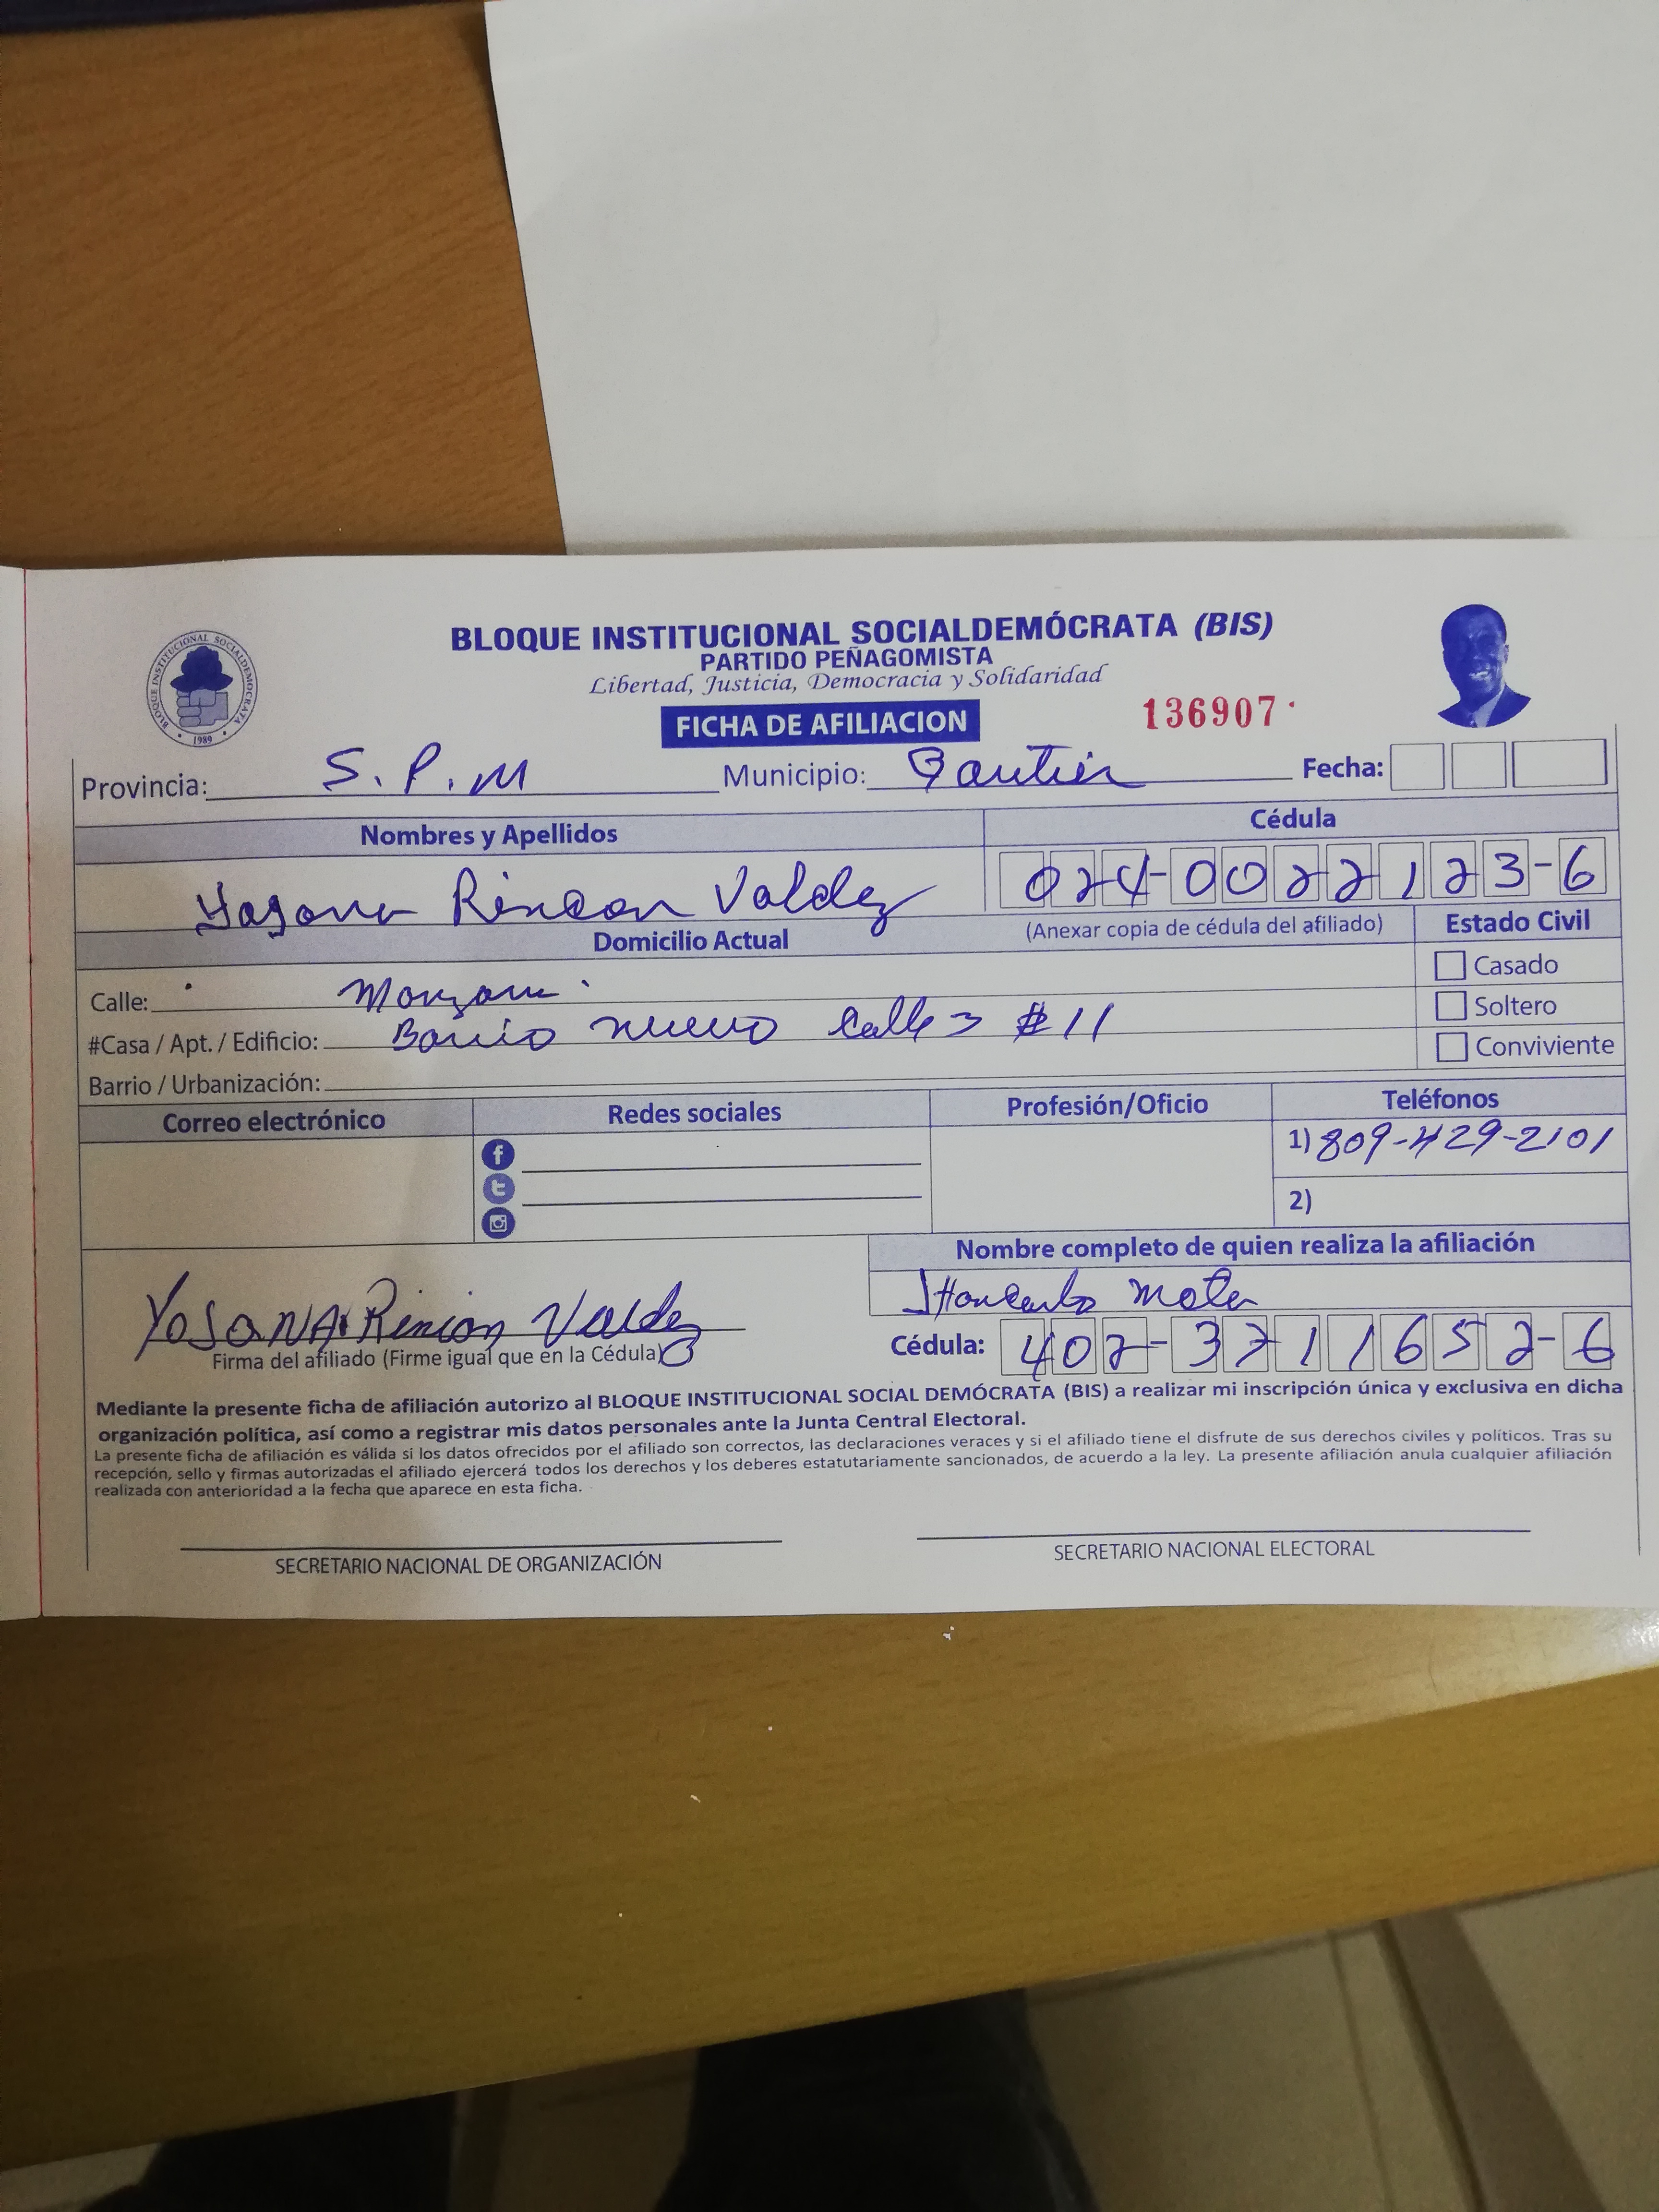 BLOQUE INSTITUCIONAL SOCIALDEMÓCRATA (BIS)
PARTIDO PEÑAGOMISTA
Libertad, Justicia, Democracia y Solidaridad
BLOQUE INSTITUCIONAL SOCIALDEMOCRATA
1989
FICHA DE AFILIACION
136907
Provincia: S.P.M Municipio: Gautier Fecha:
Nombres y Apellidos Cédula
Yasona Rincon Valdez 024-0022123-6
Domicilio Actual (Anexar copia de cédula del afiliado) Estado Civil
Calle: Casado
#Casa / Apt. / Edificio: Barrio nuevo Calle 3 #11 Soltero
Barrio / Urbanización: Conviviente
Correo electrónico Redes sociales Profesión/Oficio Teléfonos
1) 809-429-2101
2)
Nombre completo de quien realiza la afiliación
Mota
YoSaNA Rincon Valdez
Firma del afiliado (Firme igual que en la Cédula) Cédula: 402-3711652-6
Mediante la presente ficha de afiliación autorizo al BLOQUE INSTITUCIONAL SOCIAL DEMÓCRATA (BIS) a realizar mi inscripción única y exclusiva en dicha
organización política, así como a registrar mis datos personales ante la Junta Central Electoral.
La presente ficha de afiliación es válida si los datos ofrecidos por el afiliado son correctos, las declaraciones veraces y si el afiliado tiene el disfrute de sus derechos civiles y políticos. Tras su
recepción, sello y firmas autorizadas el afiliado ejercerá todos los derechos y los deberes estatutariamente sancionados, de acuerdo a la ley. La presente afiliación anula cualquier afiliación
realizada con anterioridad a la fecha que aparece en esta ficha.
SECRETARIO NACIONAL DE ORGANIZACIÓN SECRETARIO NACIONAL ELECTORAL